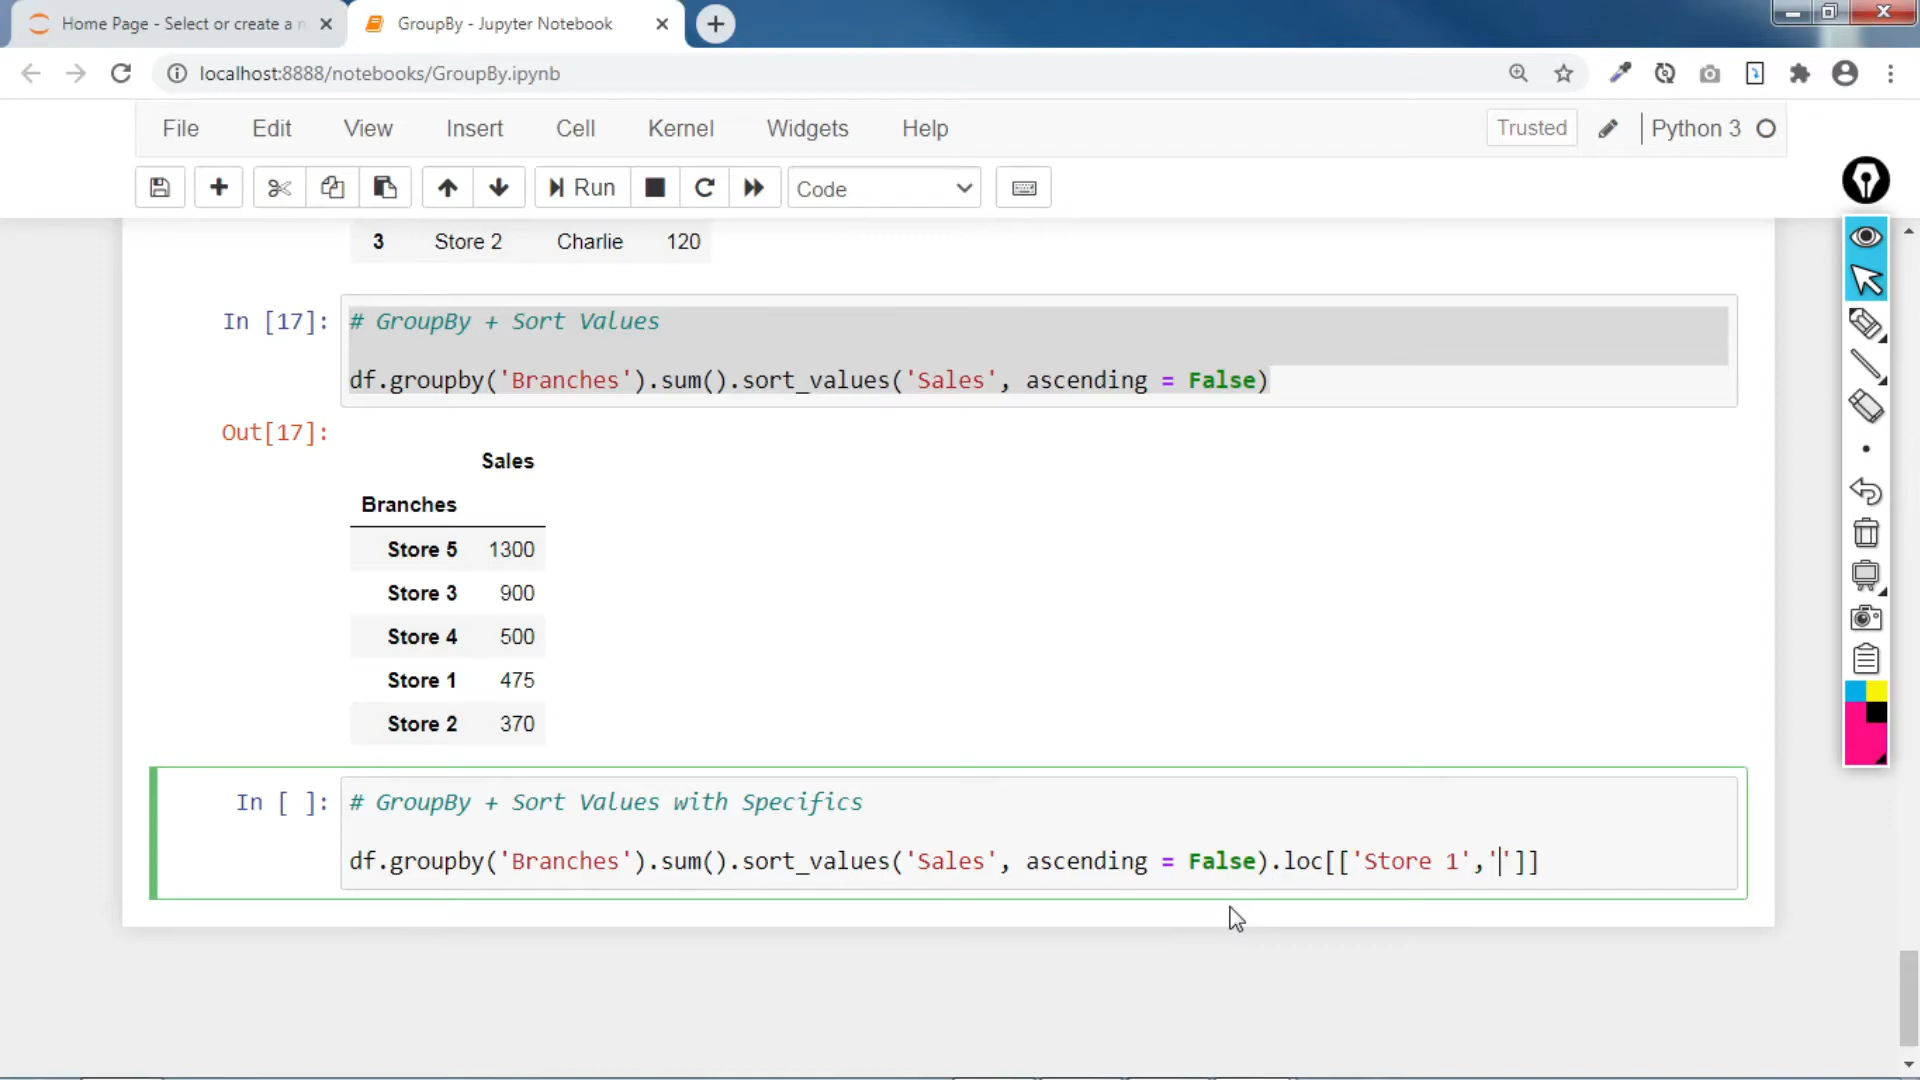 Home Page - Select or create a n
GroupBy - Jupyter Notebook
localhost:8888/notebooks/GroupBy.ipynb
File Edit View Insert Cell Kernel Widgets Help
Trusted
Python 3
Run
Code
3 Store 2 Charlie 120
In [17]: # GroupBy + Sort Values
df.groupby('Branches').sum().sort_values('Sales', ascending = False)
Out[17]:
Sales
Branches
Store 5 1300
Store 3 900
Store 4 500
Store 1 475
Store 2 370
In [ ]: # GroupBy + Sort Values with Specifics
df.groupby('Branches').sum().sort_values('Sales', ascending = False).loc[['Store 1','']]